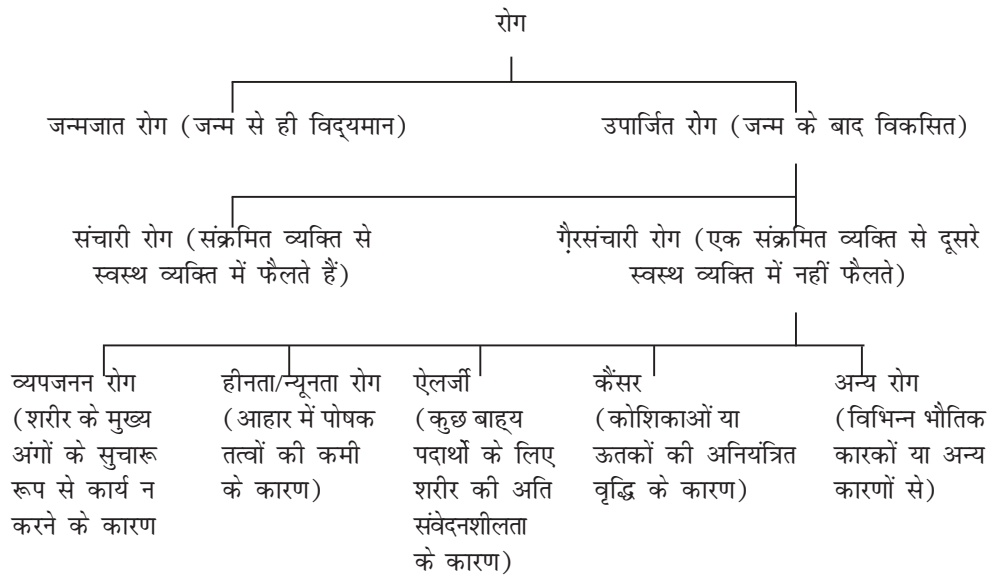 रोग
जन्मजात रोग (जन्म से ही विद्यमान)
उपार्जित रोग (जन्म के बाद विकसित)
संचारी रोग (संक्रमित व्यक्ति से
स्वस्थ व्यक्ति में फैलते हैं)
ग़ैरसंचारी रोग (एक संक्रमित व्यक्ति से दूसरे
स्वस्थ व्यक्ति में नहीं फैलते)
व्यपजनन रोग
(शरीर के मुख्य
अंगों के सुचारू
रूप से कार्य न
करने के कारण
हीनता/न्यूनता रोग
(आहार में पोषक
तत्वों की कमी
के कारण)
ऐलर्जी
(कुछ बाह्य
पदार्थो के लिए
शरीर की अति
संवेदनशीलता
के कारण)
कैंसर
(कोशिकाओं या
ऊतकों की अनियंत्रित
वृद्धि के कारण)
अन्य रोग
(विभिन्न भौतिक
कारकों या अन्य
कारणों से)